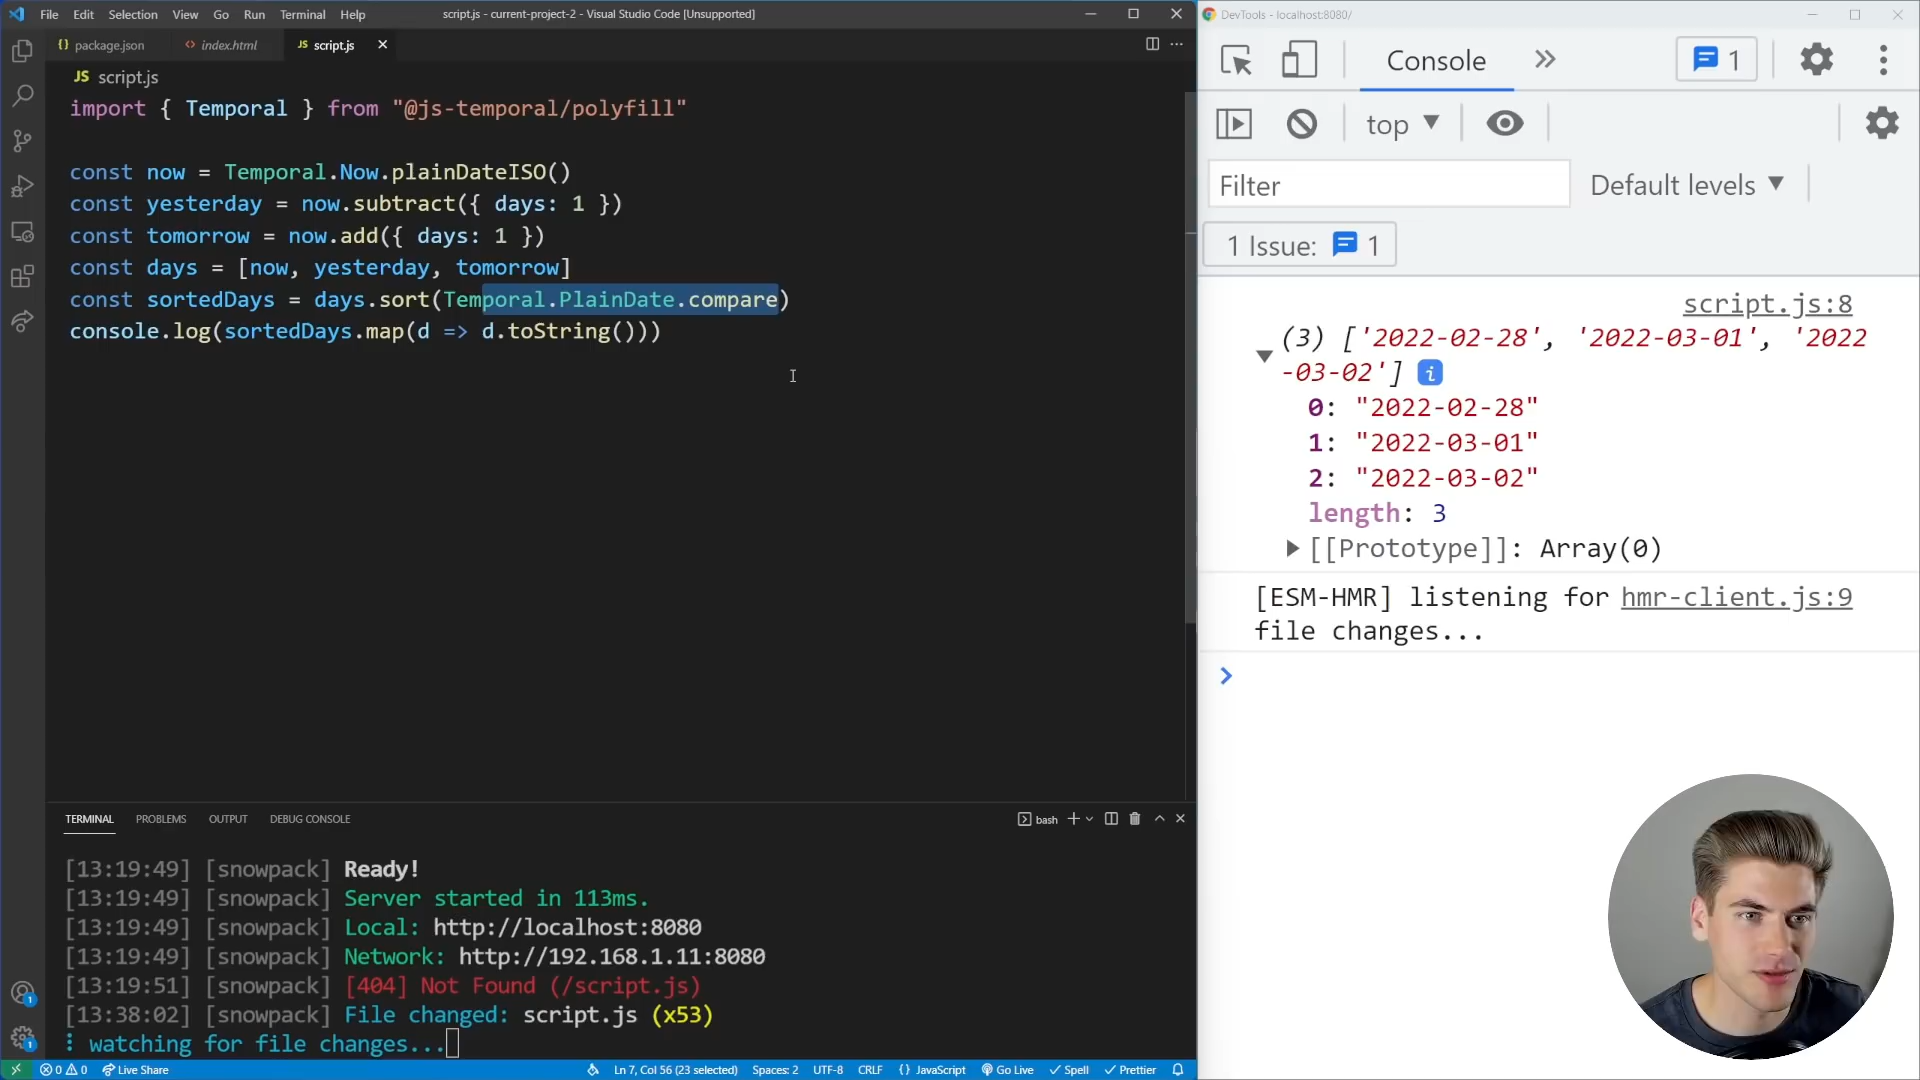 File Edit Selection View Go Run Terminal Help
script.js - current-project-2 - Visual Studio Code [Unsupported]
{} package.json
<> index.html
JS script.js
JS script.js
import { Temporal } from "@js-temporal/polyfill"
const now = Temporal.Now.plainDateISO()
const yesterday = now.subtract({ days: 1 })
const tomorrow = now.add({ days: 1 })
const days = [now, yesterday, tomorrow]
const sortedDays = days.sort(Temporal.PlainDate.compare)
console.log(sortedDays.map(d => d.toString()))
TERMINAL PROBLEMS OUTPUT DEBUG CONSOLE
bash
[13:19:49] [snowpack] Ready!
[13:19:49] [snowpack] Server started in 113ms.
[13:19:49] [snowpack] Local: http://localhost:8080
[13:19:49] [snowpack] Network: http://192.168.1.11:8080
[13:19:51] [snowpack] [404] Not Found (/script.js)
[13:38:02] [snowpack] File changed: script.js (x53)
⠇ watching for file changes...
1
1
0 0 Live Share
Ln 7, Col 56 (23 selected) Spaces: 2 UTF-8 CRLF {} JavaScript Go Live Spell Prettier
DevTools - localhost:8080/
Console
1
top
Filter
Default levels
1 Issue: 1
script.js:8
(3) ['2022-02-28', '2022-03-01', '2022
-03-02'] i
0: "2022-02-28"
1: "2022-03-01"
2: "2022-03-02"
length: 3
[[Prototype]]: Array(0)
[ESM-HMR] listening for hmr-client.js:9
file changes...